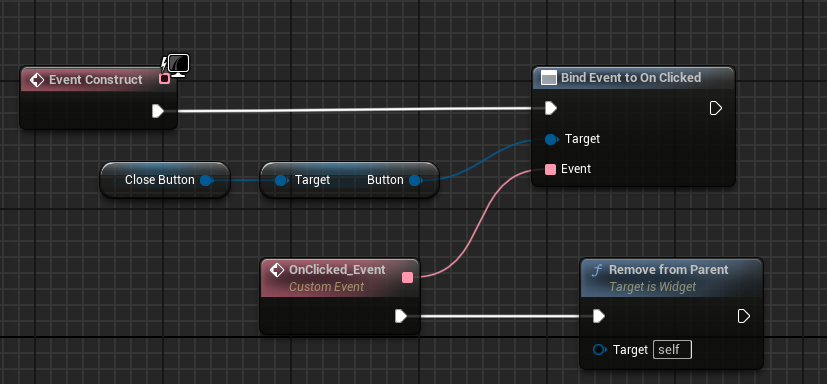 Event Construct
Bind Event to On Clicked
Target
Close Button
Target Button
Event
OnClicked_Event
Custom Event
Remove from Parent
Target is Widget
Target self